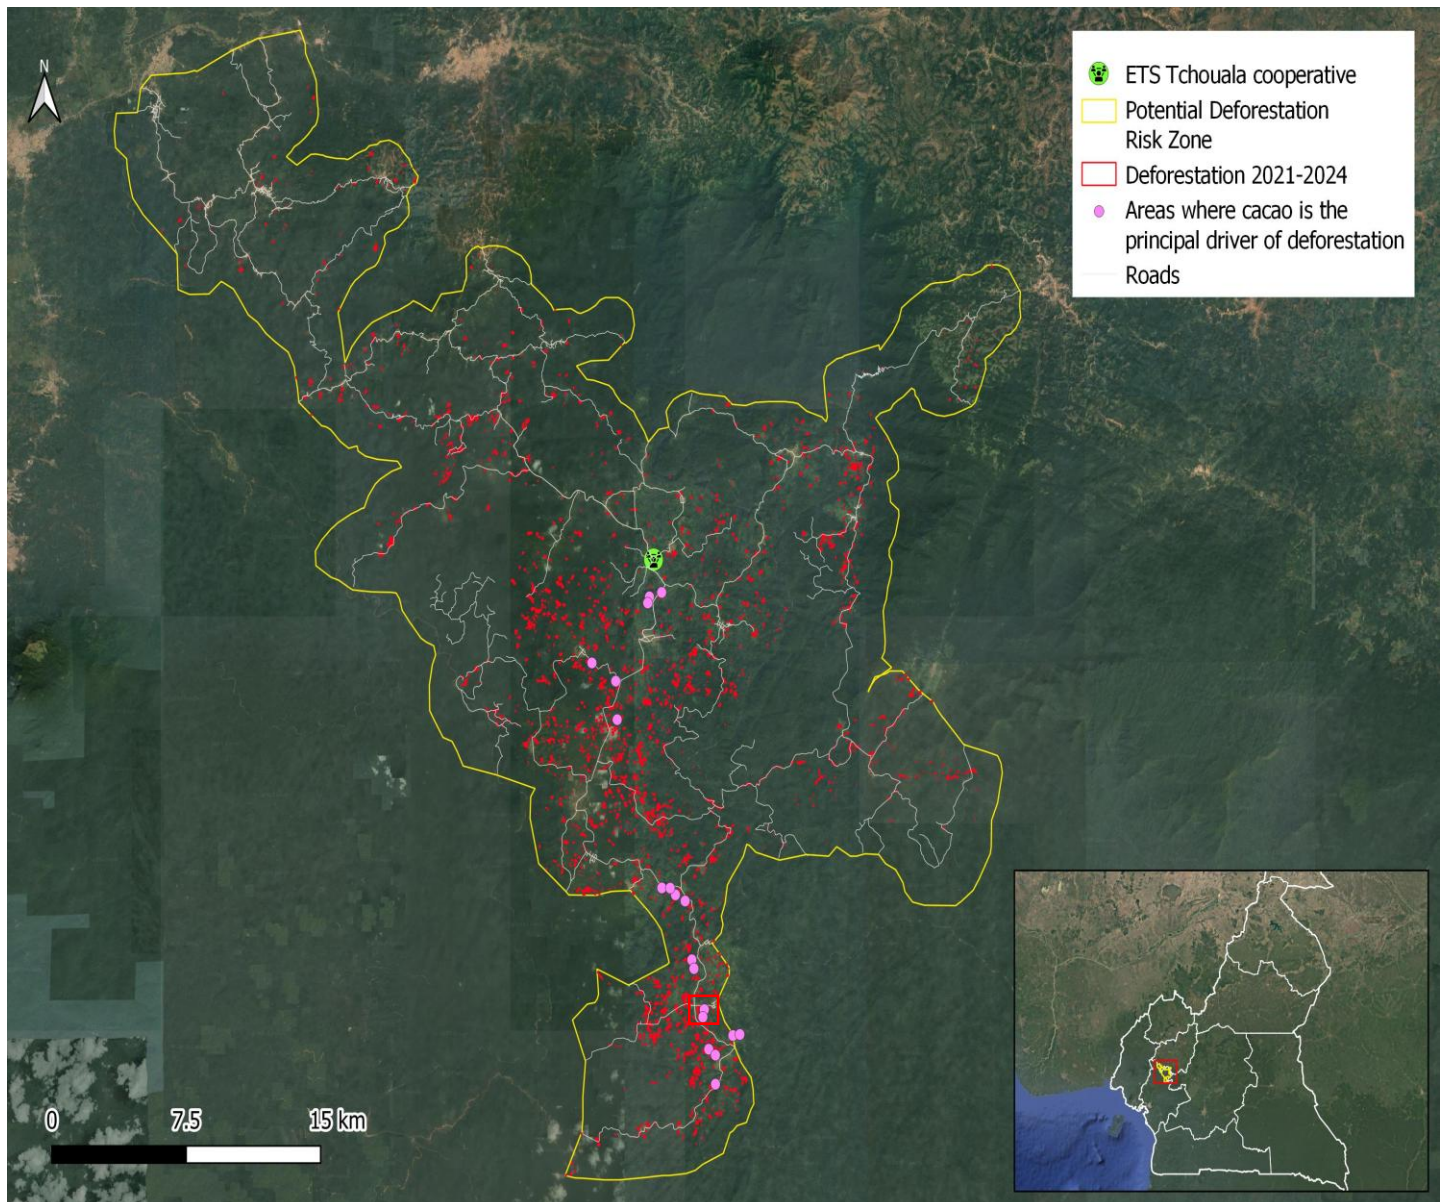 N
ETS Tchouala cooperative
Potential Deforestation
Risk Zone
Deforestation 2021-2024
Areas where cacao is the
principal driver of deforestation
Roads
0 7.5 15 km